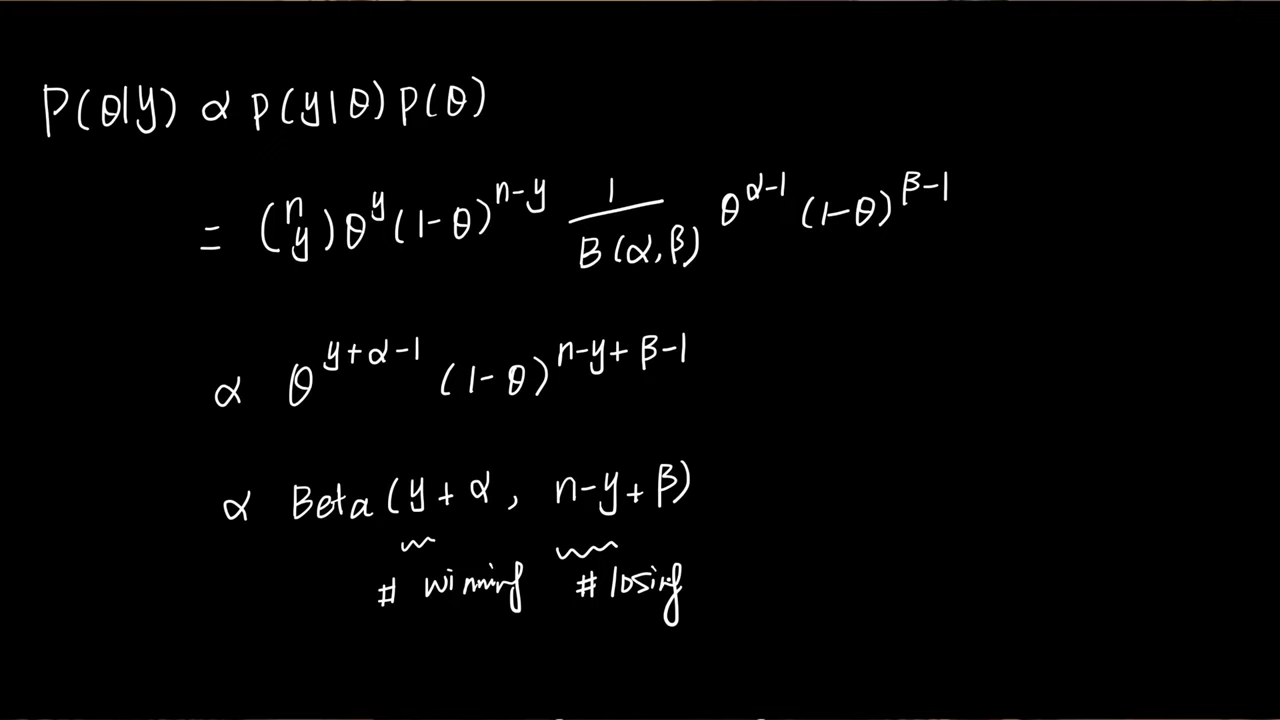 P(θ|y) ∝ P(y|θ)P(θ)
= (n y) θ^y (1-θ)^{n-y} 1/B(α,β) θ^{α-1} (1-θ)^{β-1}
∝ θ^{y+α-1} (1-θ)^{n-y+β-1}
∝ Beta(y+α, n-y+β)
# winning # losing